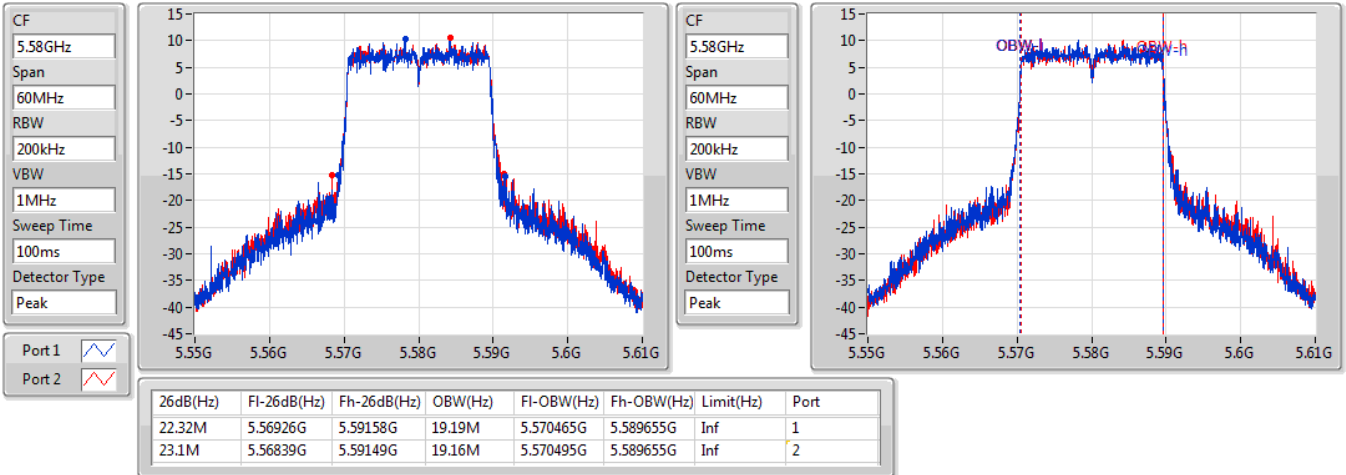 CF
5.58GHz
Span
60MHz
RBW
200kHz
VBW
1MHz
Sweep Time
100ms
Detector Type
Peak
Port 1
Port 2
15
10
5
0
-5
-10
-15
-20
-25
-30
-35
-40
-45
5.55G 5.56G 5.57G 5.58G 5.59G 5.6G 5.61G
CF
5.58GHz
Span
60MHz
RBW
200kHz
VBW
1MHz
Sweep Time
100ms
Detector Type
Peak
15
10
5
0
-5
-10
-15
-20
-25
-30
-35
-40
-45
OBW-l OBW-h
OBW-h
5.55G 5.56G 5.57G 5.58G 5.59G 5.6G 5.61G
26dB(Hz) Fl-26dB(Hz) Fh-26dB(Hz) OBW(Hz) Fl-OBW(Hz) Fh-OBW(Hz) Limit(Hz) Port
22.32M 5.56926G 5.59158G 19.19M 5.570465G 5.589655G Inf 1
23.1M 5.56839G 5.59149G 19.16M 5.570495G 5.589655G Inf 2